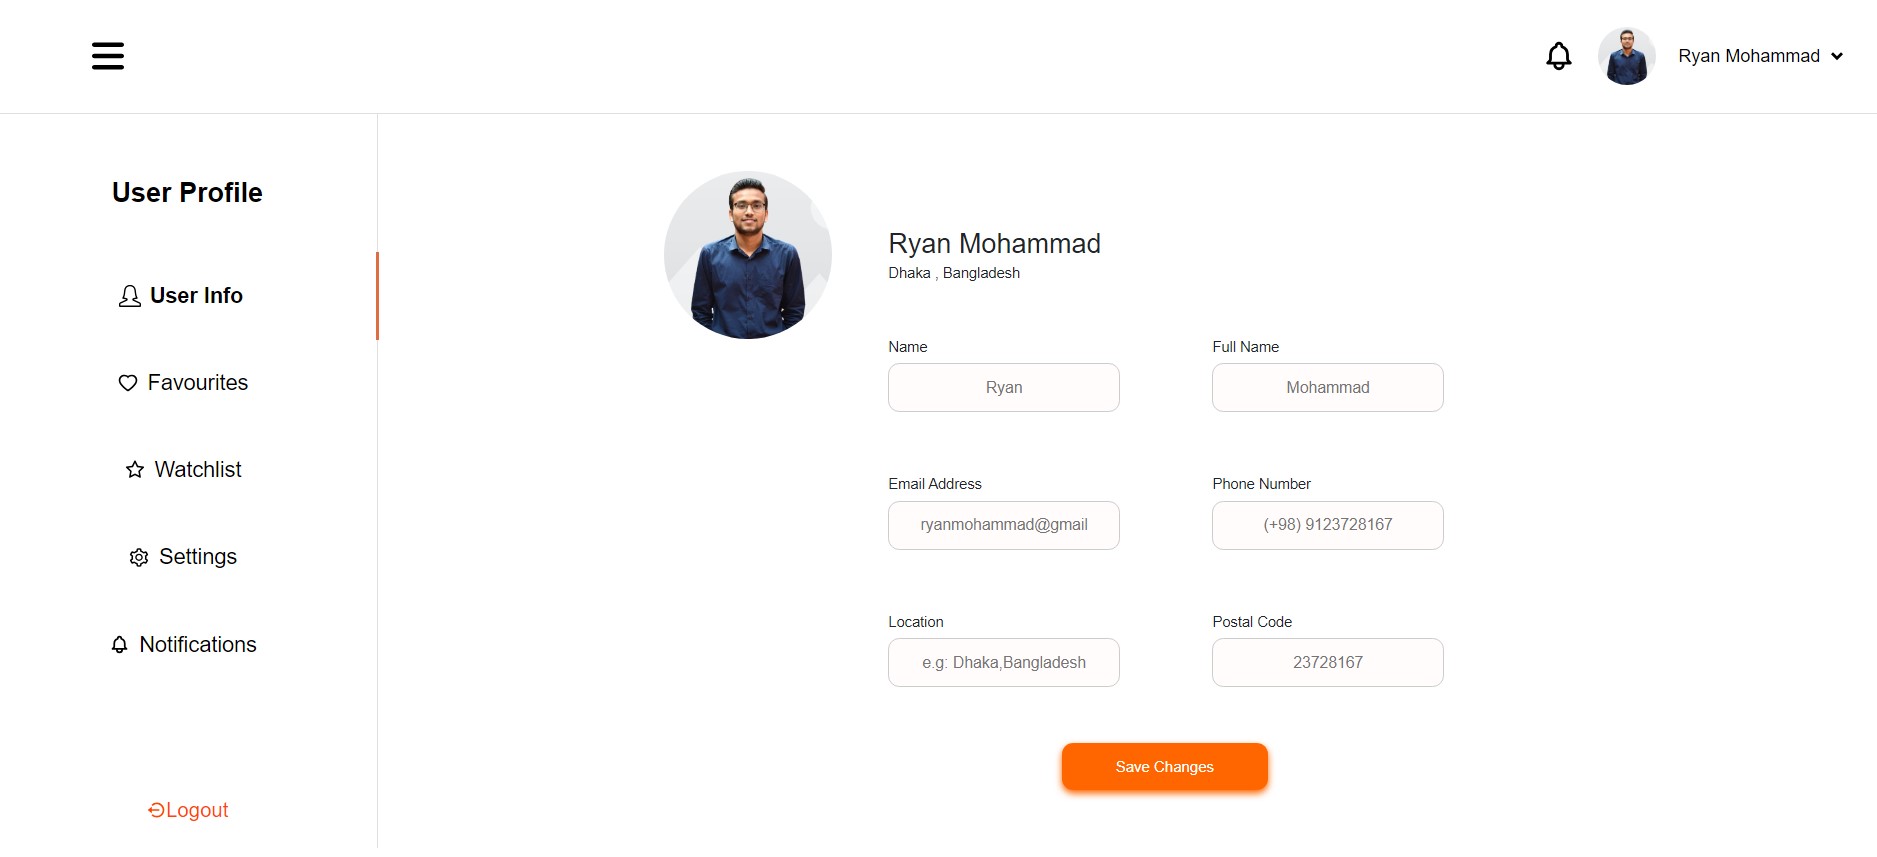 Ryan Mohammad
User Profile
User Info
Favourites
Watchlist
Settings
Notifications
Logout
Ryan Mohammad
Dhaka , Bangladesh
Name
Full Name
Ryan
Mohammad
Email Address
Phone Number
ryanmohammad@gmail
(+98) 9123728167
Location
Postal Code
e.g: Dhaka,Bangladesh
23728167
Save Changes